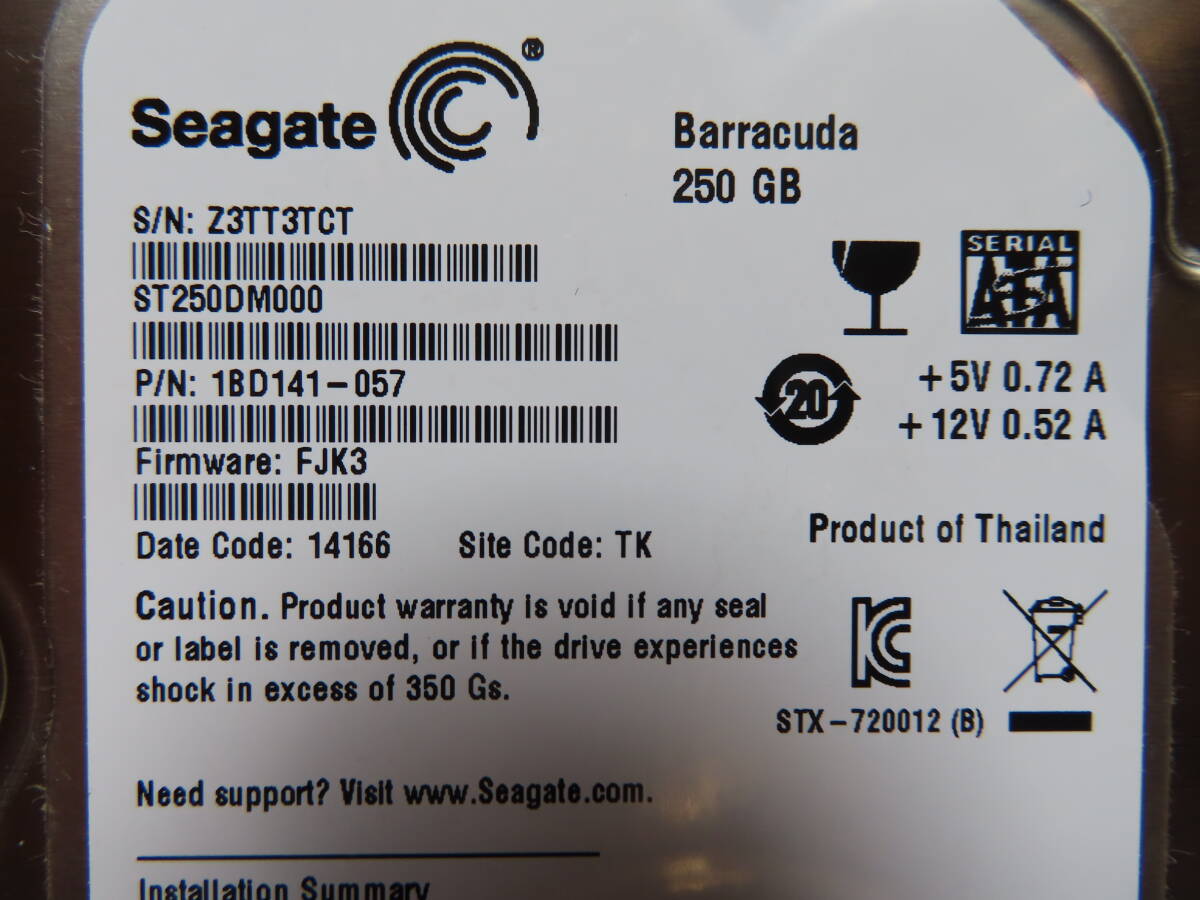 Seagate®
Barracuda
250 GB
S/N: Z3TT3TCT
ST250DM000
P/N: 1BD141-057
Firmware: FJK3
Date Code: 14166 Site Code: TK
SERIAL
ATA
20
+5V 0.72 A
+12V 0.52 A
Product of Thailand
Caution. Product warranty is void if any seal
or label is removed, or if the drive experiences
shock in excess of 350 Gs.
STX-720012 (B)
Need support? Visit www.Seagate.com.
Installation Summary